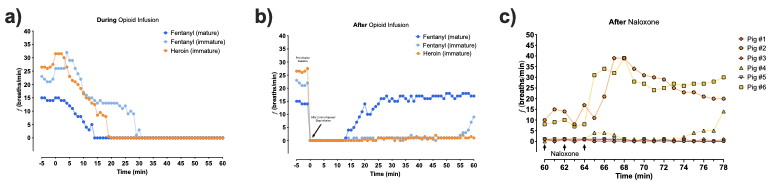 a)
During Opioid Infusion
Fentanyl (mature)
Fentanyl (immature)
Heroin (immature)
f (breaths/min)
40
35
30
25
20
15
10
5
0
-5 0 5 10 15 20 25 30 35 40 45 50 55 60
Time (min)
b)
After Opioid Infusion
Fentanyl (mature)
Fentanyl (immature)
Heroin (immature)
f (breaths/min)
40
35
30
25
20
15
10
5
0
-5 0 5 10 15 20 25 30 35 40 45 50 55 60
Time (min)
c)
After Naloxone
Pig #1
Pig #2
Pig #3
Pig #4
Pig #5
Pig #6
f (breaths/min)
50
45
40
35
30
25
20
15
10
5
0
60 62 64 66 68 70 72 74 76 78
Naloxone
Time (min)